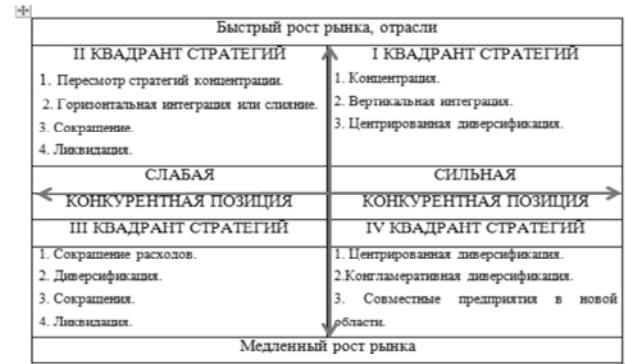 Быстрый рост рынка, отрасли
II КВАДРАНТ СТРАТЕГИЙ
1. Пересмотр стратегий концентрации.
2. Горизонтальная интеграция или слияние.
3. Сокращение.
4. Ликвидация.
I КВАДРАНТ СТРАТЕГИЙ
1. Концентрация.
2. Вертикальная интеграция.
3. Центрированная диверсификация.
СЛАБАЯ
СИЛЬНАЯ
КОНКУРЕНТНАЯ ПОЗИЦИЯ
КОНКУРЕНТНАЯ ПОЗИЦИЯ
III КВАДРАНТ СТРАТЕГИЙ
1. Сокращение расходов.
2. Диверсификация.
3. Сокращения.
4. Ликвидация.
IV КВАДРАНТ СТРАТЕГИЙ
1. Центрированная диверсификация.
2.Конгламеративная диверсификация.
3. Совместные предприятия в новой
области.
Медленный рост рынка